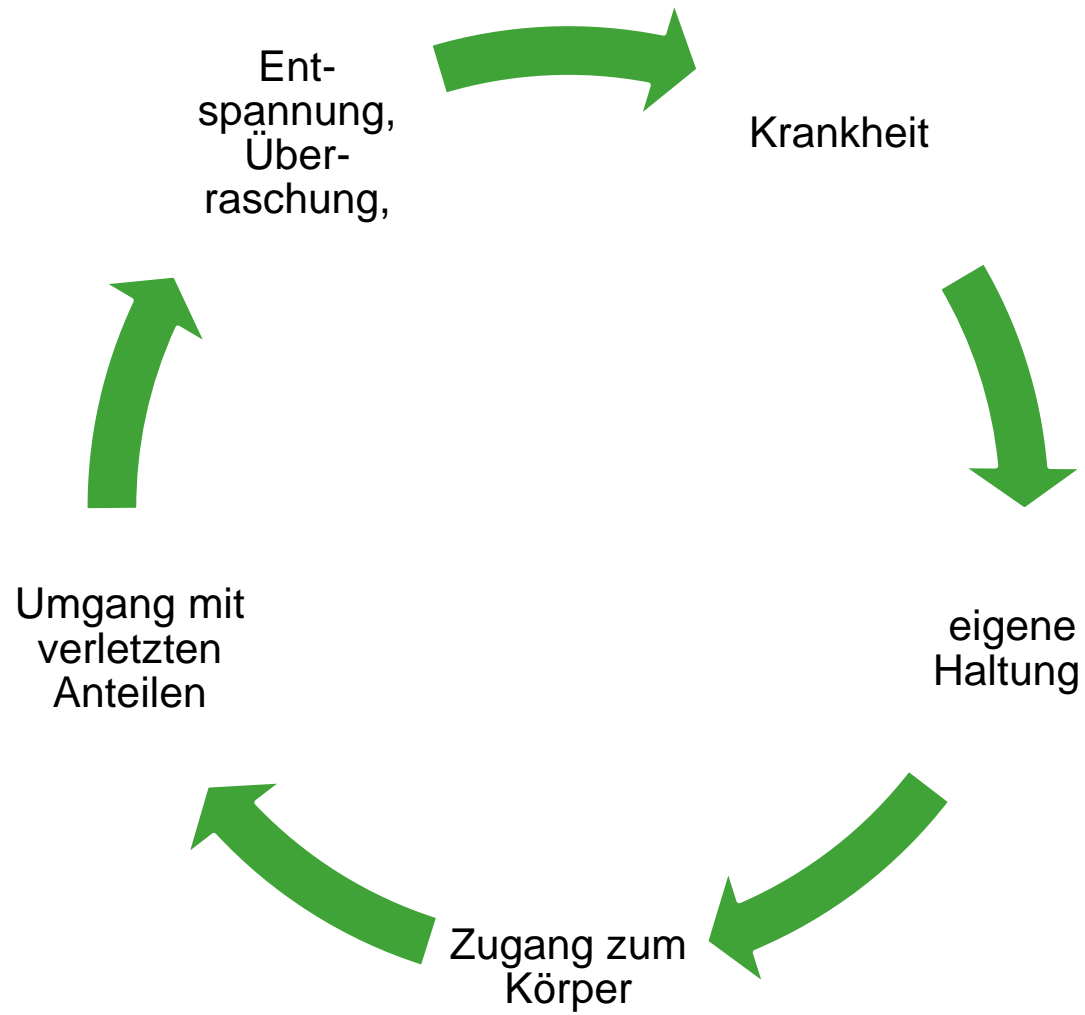 Ent-
spannung,
Über-
raschung,
Krankheit
eigene
Haltung
Zugang zum
Körper
Umgang mit
verletzten
Anteilen